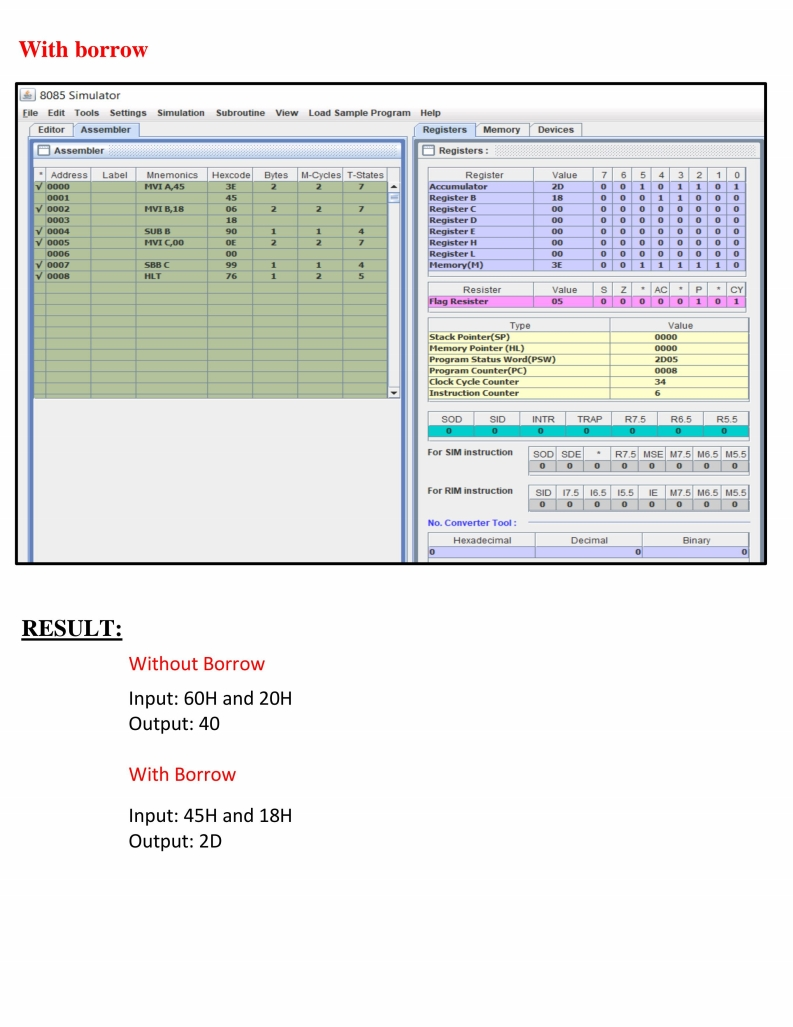 With borrow
8085 Simulator
File Edit Tools Settings Simulation Subroutine View Load Sample Program Help
Editor Assembler
Assembler
* Address Label Mnemonics Hexcode Bytes M-Cycles T-States
√ 0000 MVI A,45 3E 2 2 7
0001 45
√ 0002 MVI B,18 06 2 2 7
0003 18
√ 0004 SUB B 90 1 1 4
√ 0005 MVI C,00 0E 2 2 7
0006 00
√ 0007 SBB C 99 1 1 4
√ 0008 HLT 76 1 2 5
Registers Memory Devices
Registers :
Register Value 7 6 5 4 3 2 1 0
Accumulator 2D 0 0 1 0 1 1 0 1
Register B 18 0 0 0 1 1 0 0 0
Register C 00 0 0 0 0 0 0 0 0
Register D 00 0 0 0 0 0 0 0 0
Register E 00 0 0 0 0 0 0 0 0
Register H 00 0 0 0 0 0 0 0 0
Register L 00 0 0 0 0 0 0 0 0
Memory(M) 3E 0 0 1 1 1 1 1 0
Resister Value S Z * AC * P * CY
Flag Resister 05 0 0 0 0 0 1 0 1
Type Value
Stack Pointer(SP) 0000
Memory Pointer (HL) 0000
Program Status Word(PSW) 2D05
Program Counter(PC) 0008
Clock Cycle Counter 34
Instruction Counter 6
SOD SID INTR TRAP R7.5 R6.5 R5.5
0 0 0 0 0 0 0
For SIM instruction SOD SDE * R7.5 MSE M7.5 M6.5 M5.5
0 0 0 0 0 0 0 0
For RIM instruction SID I7.5 I6.5 I5.5 IE M7.5 M6.5 M5.5
0 0 0 0 0 0 0 0
No. Converter Tool :
Hexadecimal Decimal Binary
0 0 0
RESULT:
Without Borrow
Input: 60H and 20H
Output: 40
With Borrow
Input: 45H and 18H
Output: 2D